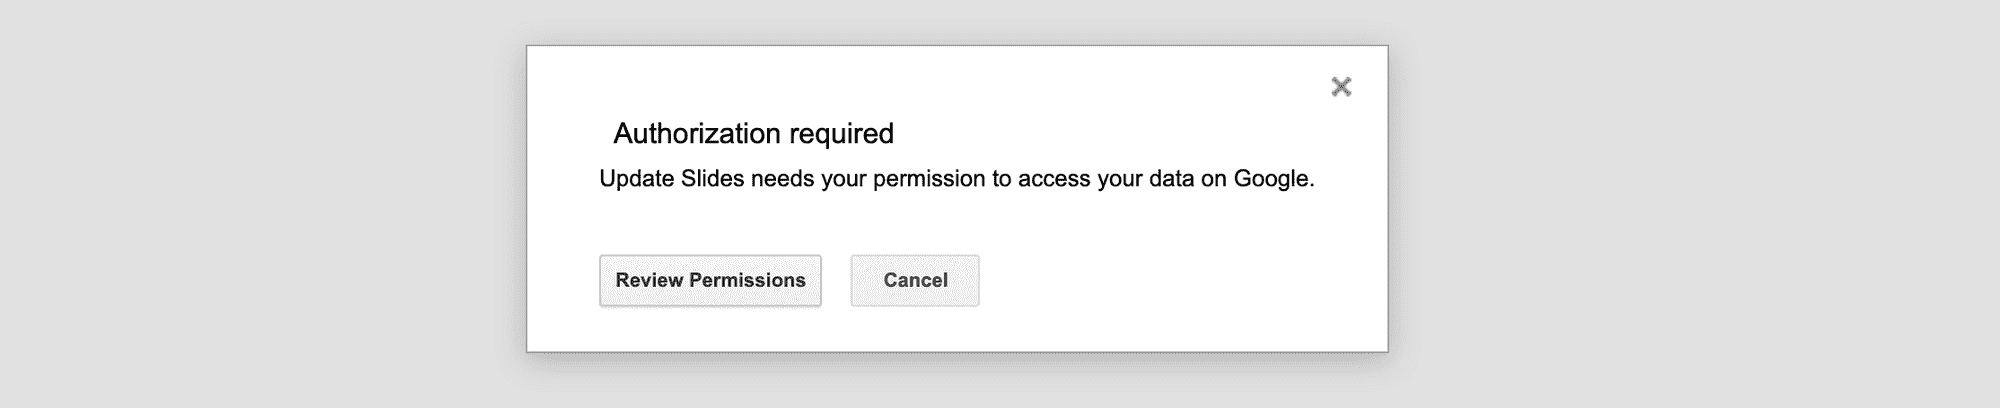 Authorization required
Update Slides needs your permission to access your data on Google.
Review Permissions
Cancel